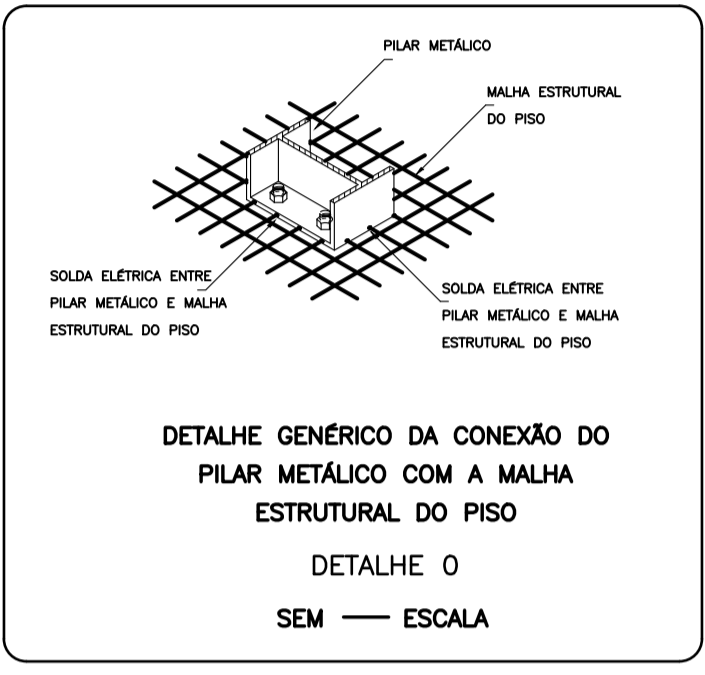 PILAR METÁLICO
MALHA ESTRUTURAL
DO PISO
SOLDA ELÉTRICA ENTRE
PILAR METÁLICO E MALHA
ESTRUTURAL DO PISO
SOLDA ELÉTRICA ENTRE
PILAR METÁLICO E MALHA
ESTRUTURAL DO PISO
DETALHE GENÉRICO DA CONEXÃO DO
PILAR METÁLICO COM A MALHA
ESTRUTURAL DO PISO
DETALHE O
SEM — ESCALA